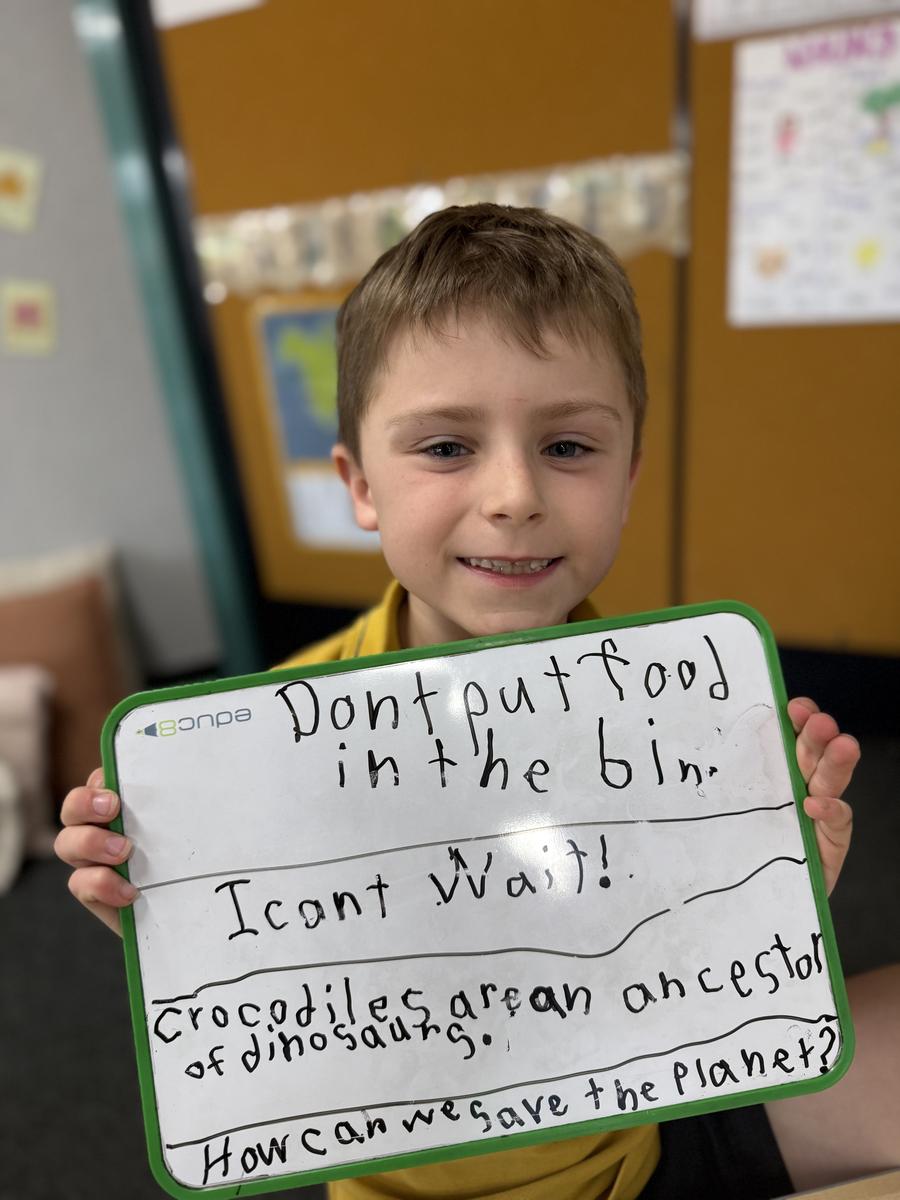 educ8
Dont put food
in the bin.
I cant Wait!
crocodiles are an ancestor
of dinosaurs.
How can we save the planet?